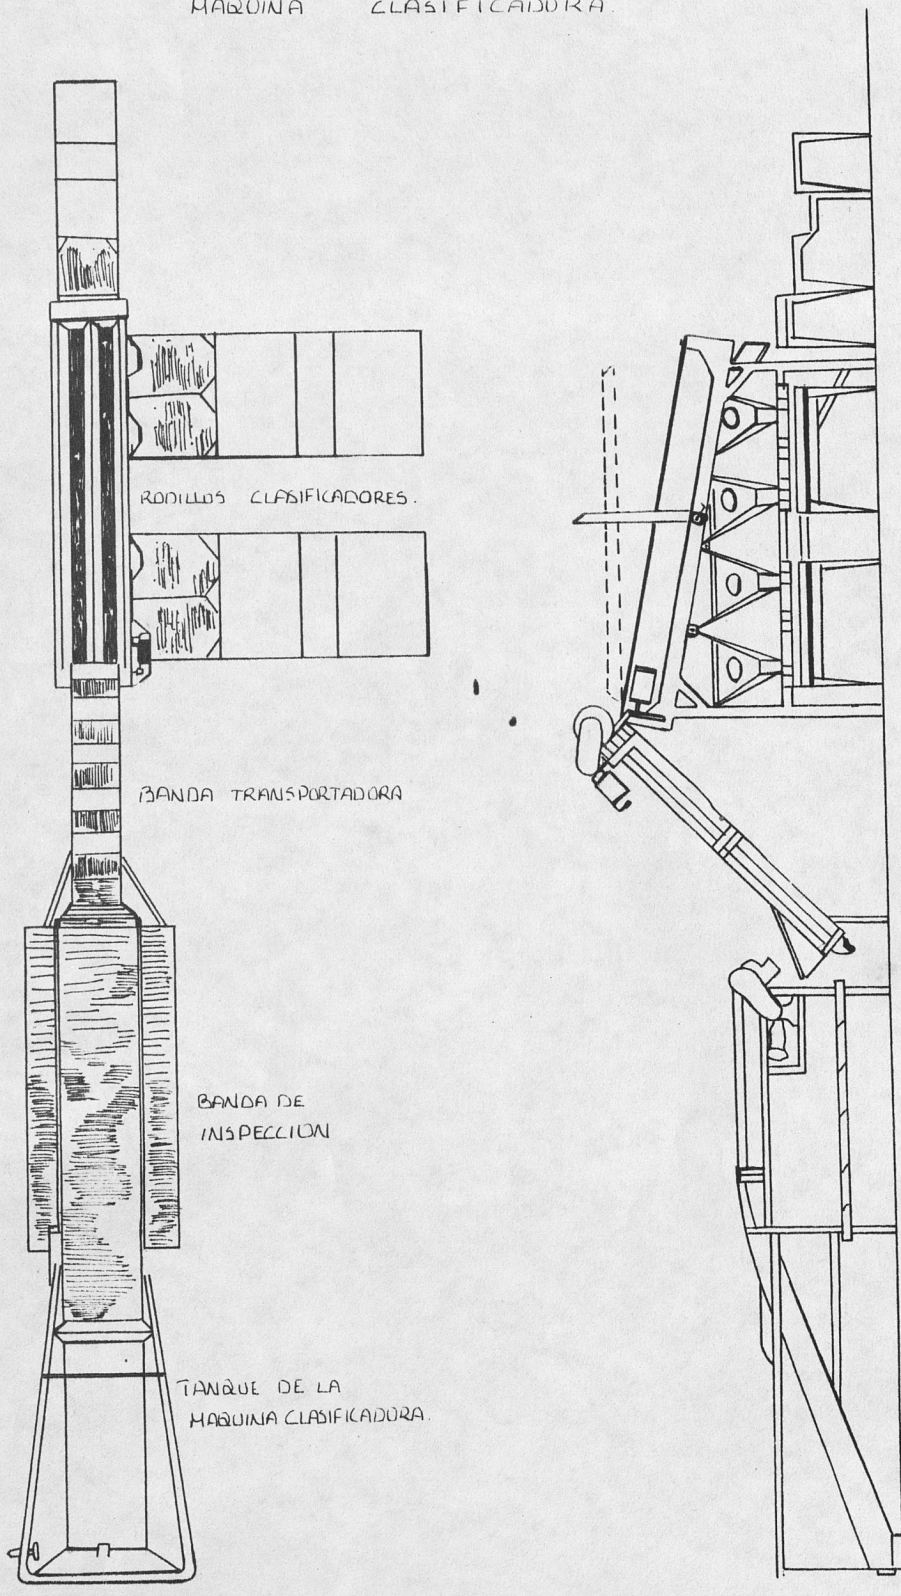 MAQUINA CLASIFICADORA.
RODILLOS CLASIFICADORES.
BANDA TRANSPORTADORA
BANDA DE
INSPECCION
TANQUE DE LA
MAQUINA CLASIFICADORA.